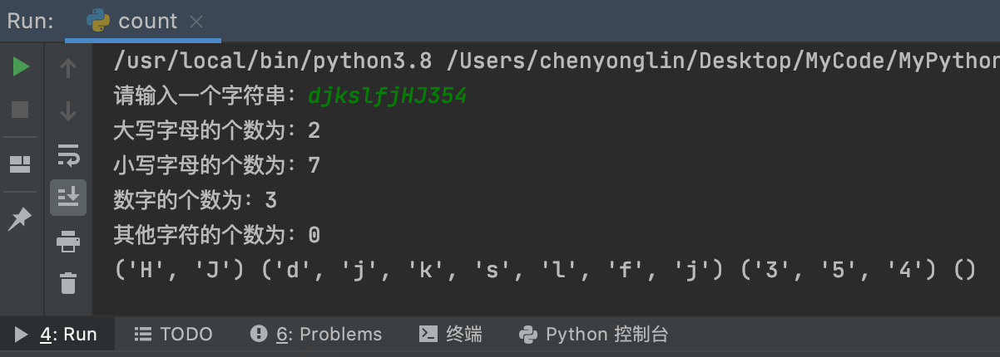 Run: count
/usr/local/bin/python3.8 /Users/chenyonglin/Desktop/MyCode/MyPython
请输入一个字符串：djkslfjHJ354
大写字母的个数为：2
小写字母的个数为：7
数字的个数为：3
其他字符的个数为：0
('H', 'J') ('d', 'j', 'k', 's', 'l', 'f', 'j') ('3', '5', '4') ()
4: Run TODO 6: Problems 终端 Python 控制台